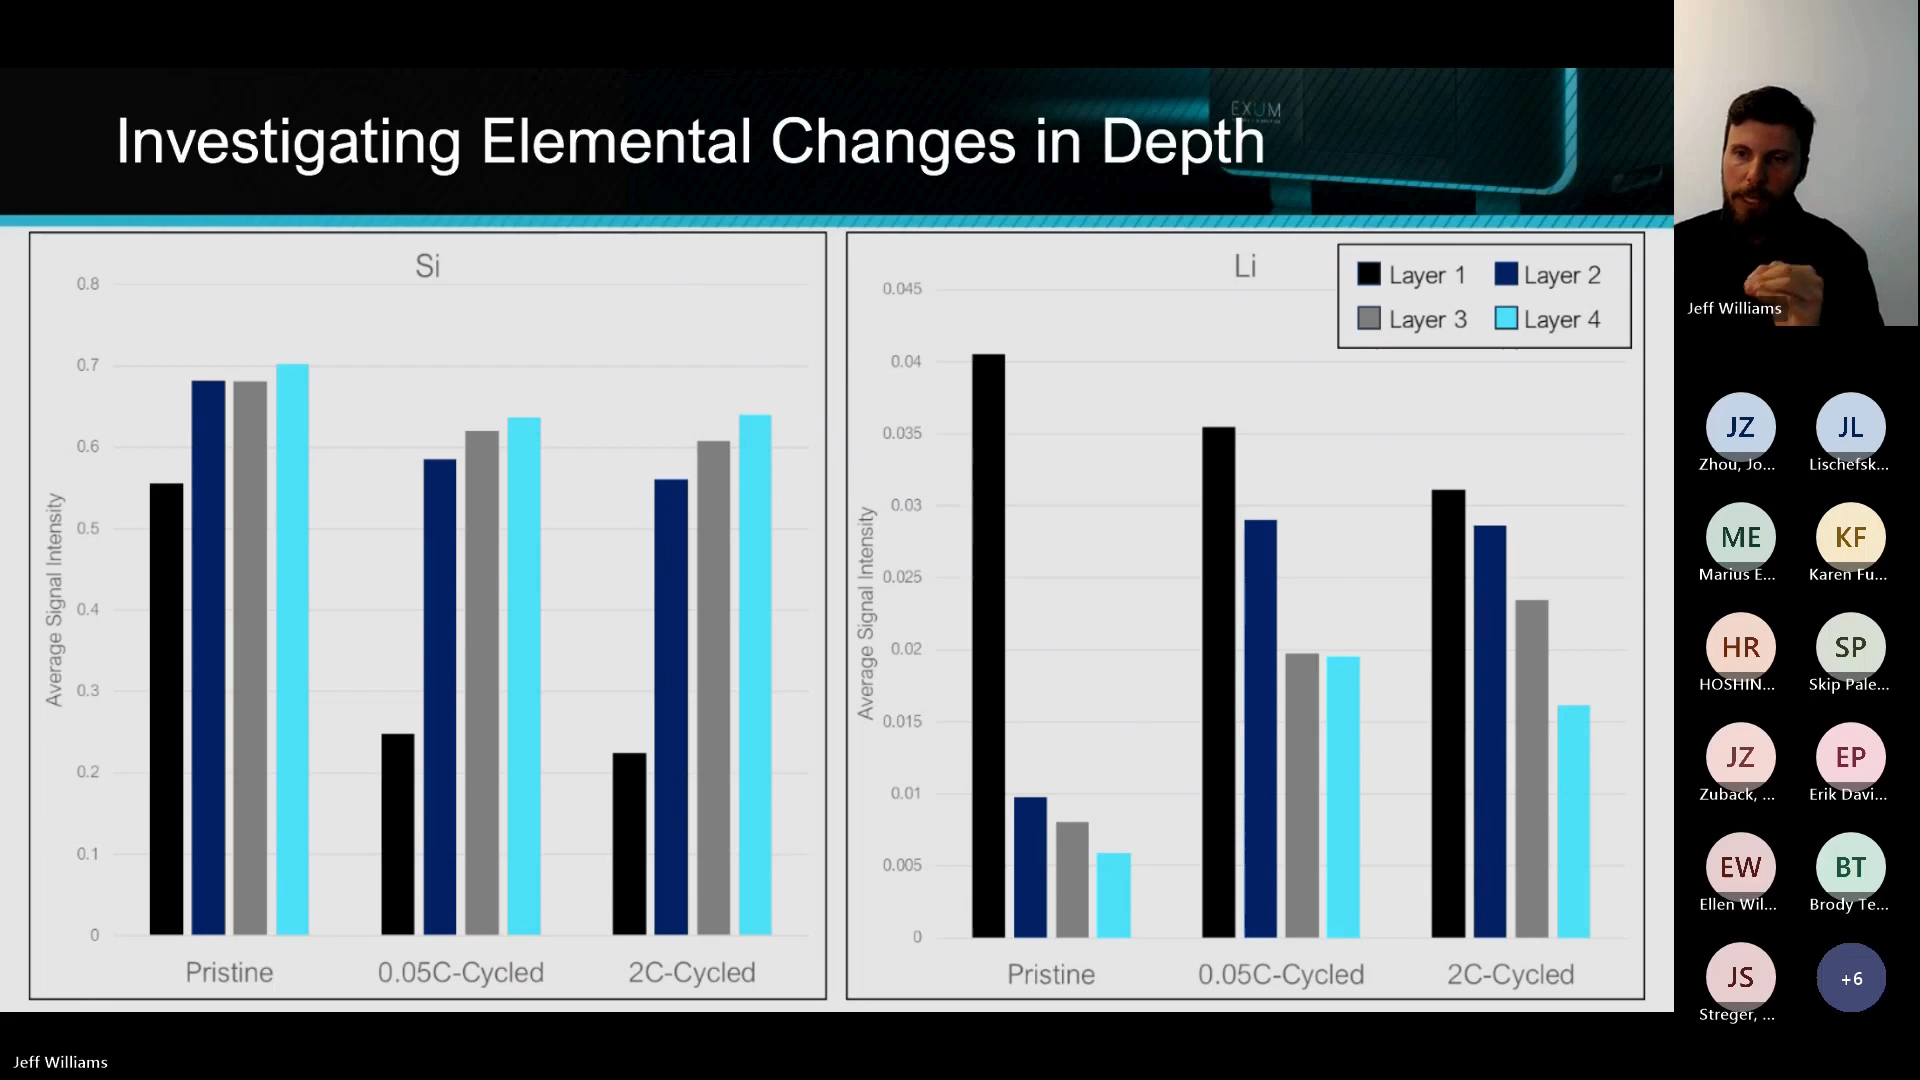 EXUM
Investigating Elemental Changes in Depth
Si
0.8
0.7
0.6
0.5
0.4
0.3
0.2
0.1
0
Average Signal Intensity
Pristine
0.05C-Cycled
2C-Cycled
Li
Layer 1
Layer 2
Layer 3
Layer 4
0.045
0.04
0.035
0.03
0.025
0.02
0.015
0.01
0.005
0
Average Signal Intensity
Pristine
0.05C-Cycled
2C-Cycled
Jeff Williams
JZ
Zhou, Jo...
JL
Lischefsk...
ME
Marius E...
KF
Karen Fu...
HR
HOSHIN...
SP
Skip Pale...
JZ
Zuback, ...
EP
Erik Davi...
EW
Ellen Wil...
BT
Brody Te...
JS
Streger, ...
+6
Jeff Williams